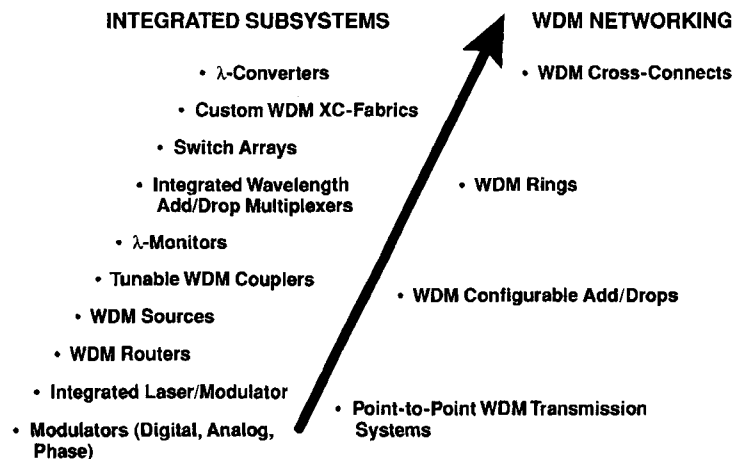 INTEGRATED SUBSYSTEMS
• λ-Converters
• Custom WDM XC-Fabrics
• Switch Arrays
• Integrated Wavelength
Add/Drop Multiplexers
• λ-Monitors
• Tunable WDM Couplers
• WDM Sources
• WDM Routers
• Integrated Laser/Modulator
• Modulators (Digital, Analog,
Phase)
WDM NETWORKING
• WDM Cross-Connects
• WDM Rings
• WDM Configurable Add/Drops
• Point-to-Point WDM Transmission
Systems